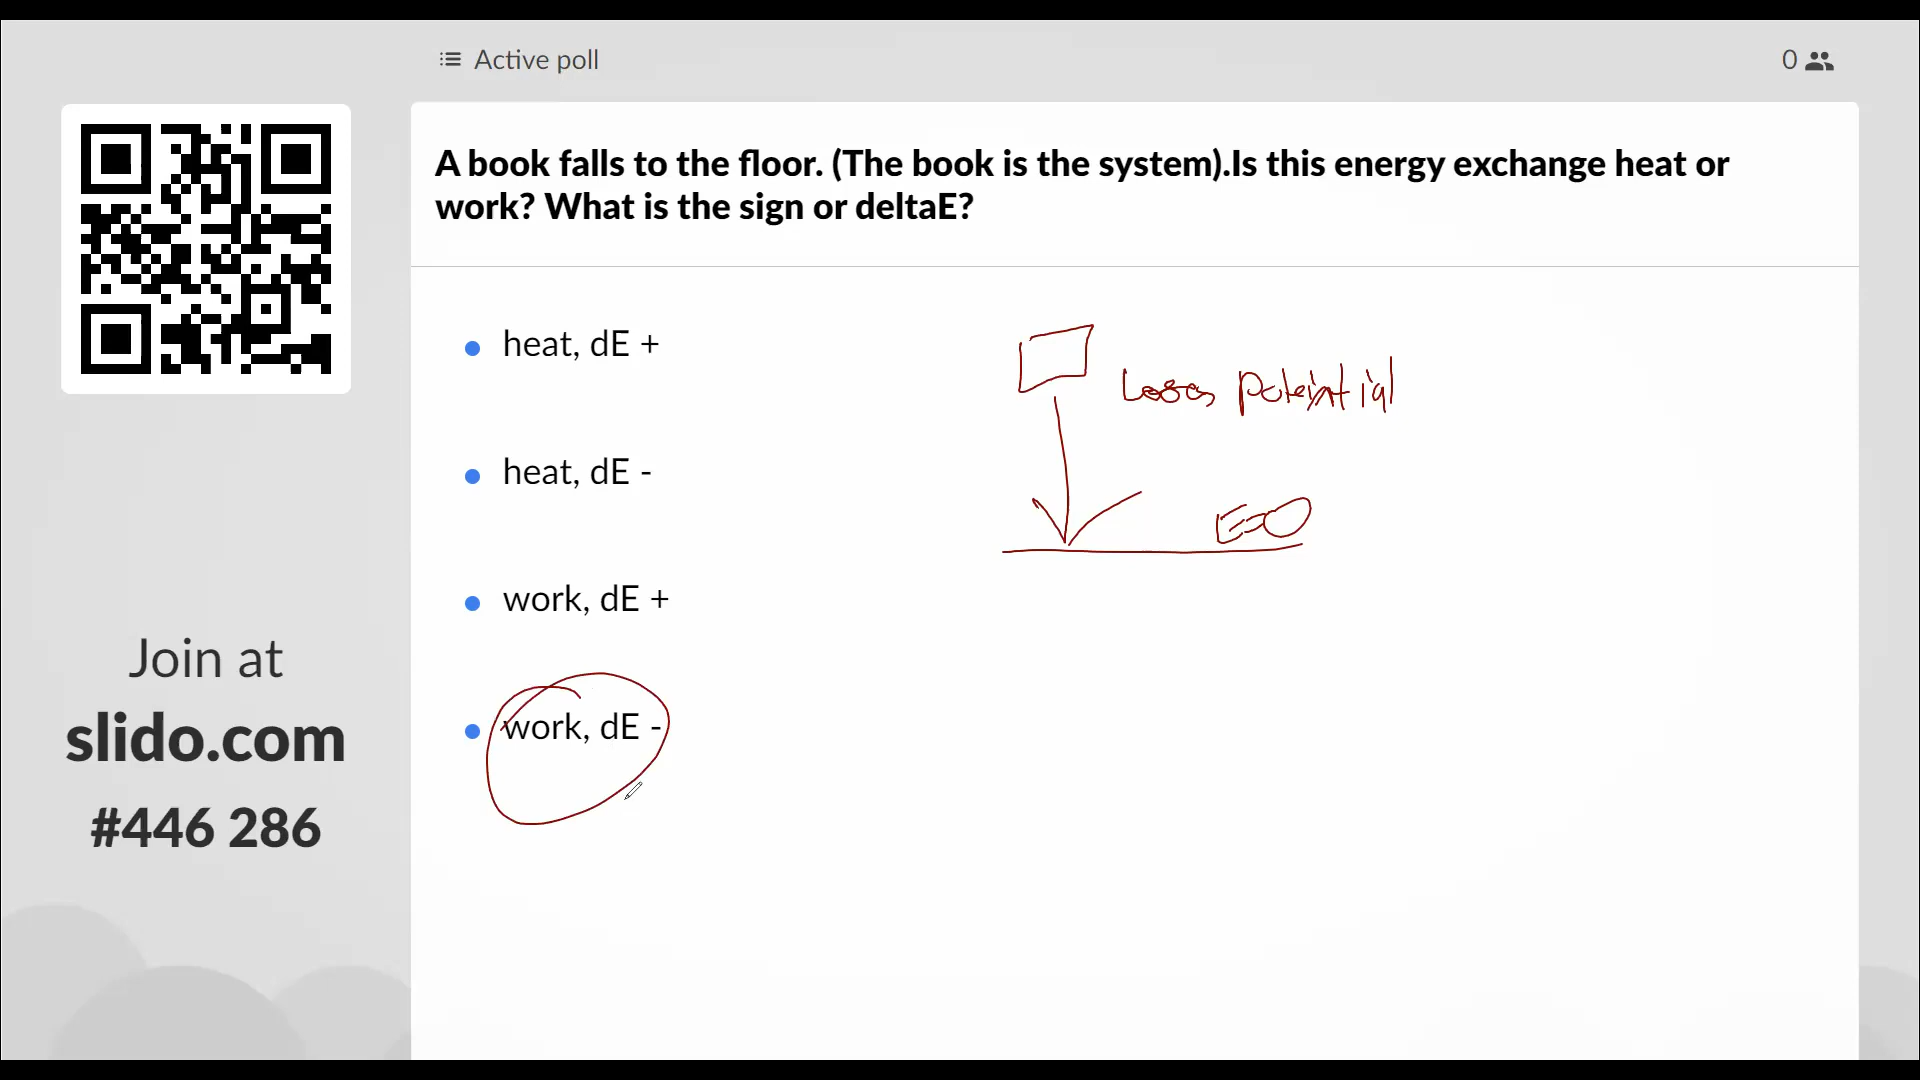 Active poll
0
A book falls to the floor. (The book is the system).Is this energy exchange heat or
work? What is the sign or deltaE?
heat, dE +
heat, dE -
work, dE +
work, dE -
potential
E=0
Join at
slido.com
#446 286